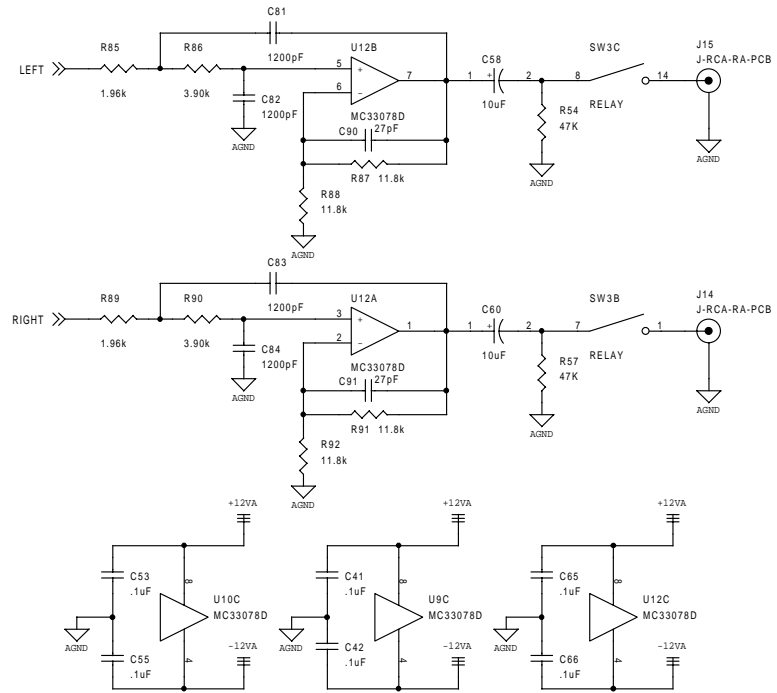 C81
1200pF
R85
R86
U12B
C58
SW3C
J15
J-RCA-RA-PCB
LEFT
1.96k
3.90k
5
6
7
1
2
8
14
+
−
+
C82
1200pF
10uF
R54
47K
RELAY
MC33078D
C90
27pF
AGND
R87 11.8k
AGND
AGND
R88
11.8k
AGND
C83
1200pF
R89
R90
U12A
C60
SW3B
J14
J-RCA-RA-PCB
RIGHT
1.96k
3.90k
3
2
1
1
2
7
1
+
−
+
C84
1200pF
10uF
R57
47K
RELAY
MC33078D
C91
27pF
AGND
R91 11.8k
AGND
AGND
R92
11.8k
AGND
+12VA
+12VA
+12VA
C53
.1uF
8
U10C
MC33078D
C41
.1uF
8
U9C
MC33078D
C65
.1uF
8
U12C
MC33078D
AGND
AGND
AGND
C55
.1uF
4
−12VA
C42
.1uF
4
−12VA
C66
.1uF
4
−12VA